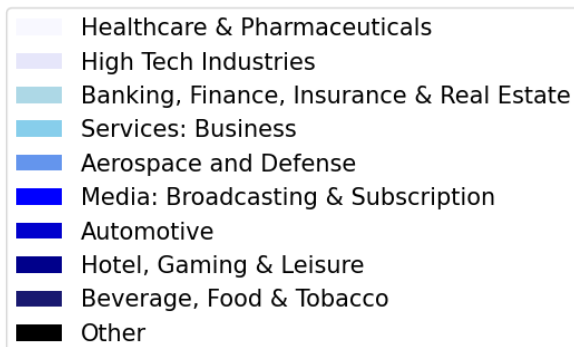 Healthcare & Pharmaceuticals
High Tech Industries
Banking, Finance, Insurance & Real Estate
Services: Business
Aerospace and Defense
Media: Broadcasting & Subscription
Automotive
Hotel, Gaming & Leisure
Beverage, Food & Tobacco
Other